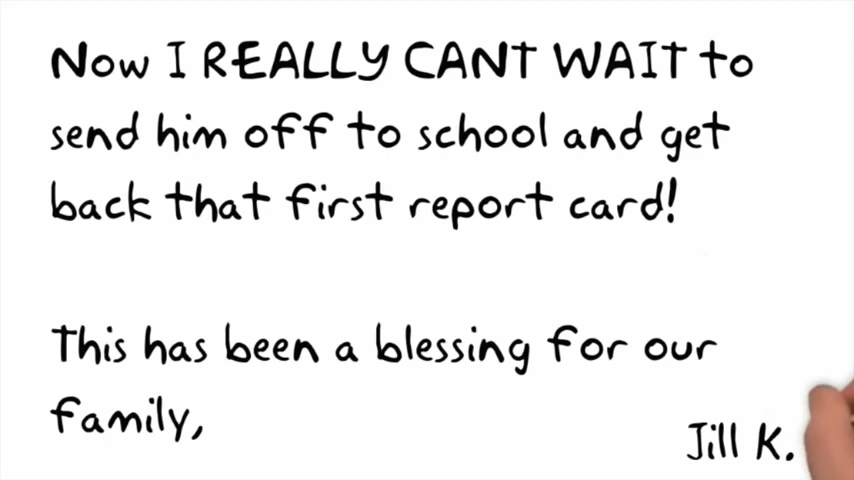 Now I REALLY CANT WAIT to
send him off to school and get
back that first report card!
This has been a blessing for our
family,
Jill K.